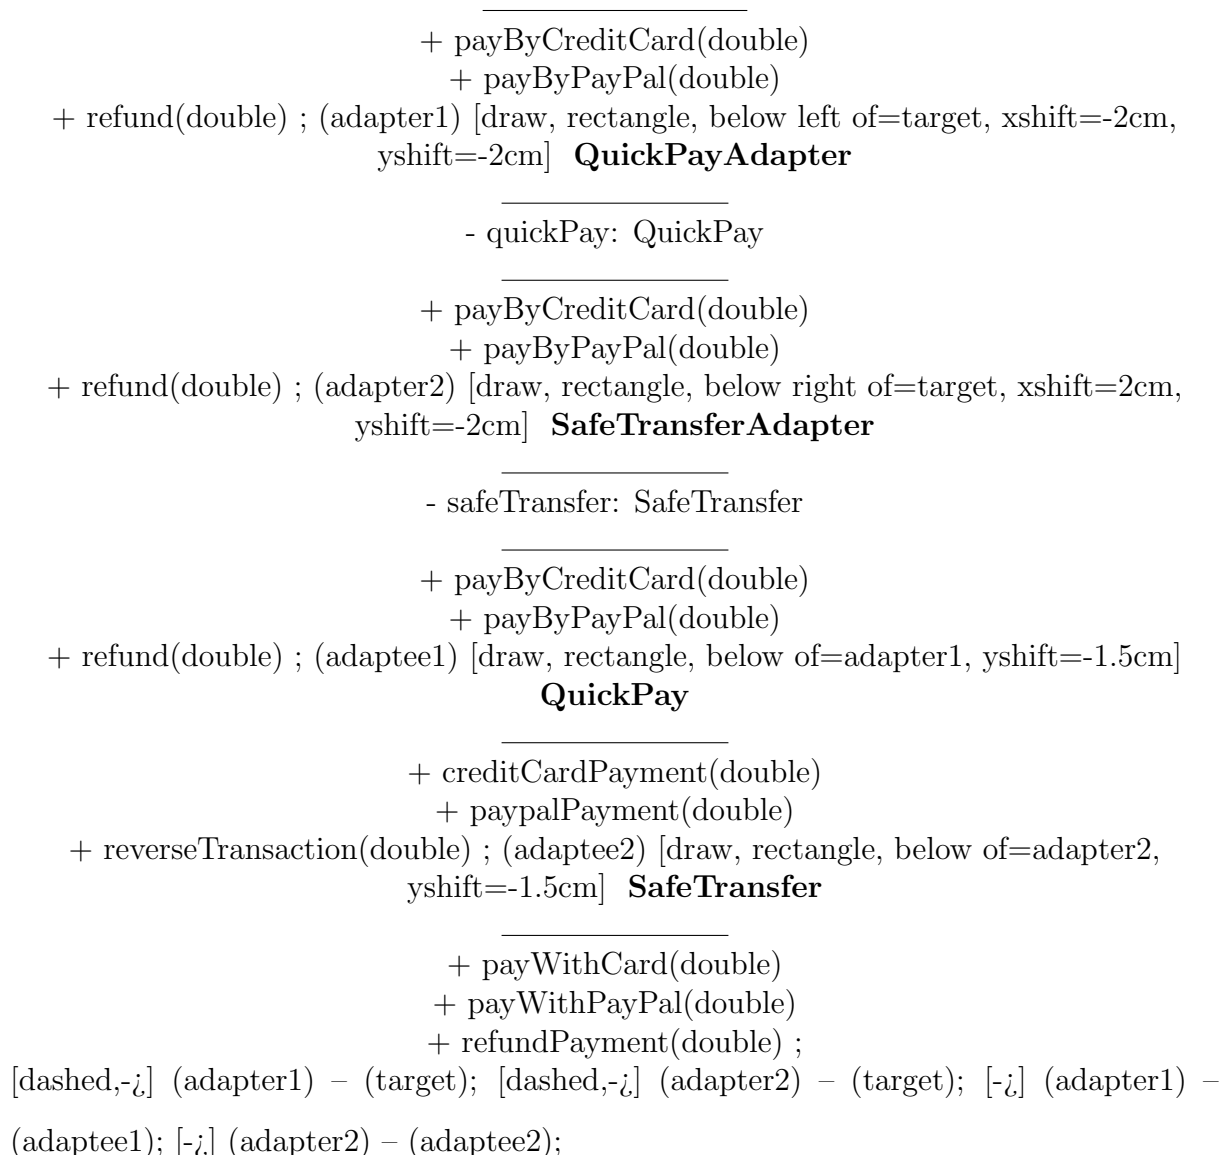 + payByCreditCard(double)
+ payByPayPal(double)
+ refund(double) ; (adapter1) [draw, rectangle, below left of=target, xshift=-2cm,
yshift=-2cm] QuickPayAdapter
- quickPay: QuickPay
+ payByCreditCard(double)
+ payByPayPal(double)
+ refund(double) ; (adapter2) [draw, rectangle, below right of=target, xshift=2cm,
yshift=-2cm] SafeTransferAdapter
- safeTransfer: SafeTransfer
+ payByCreditCard(double)
+ payByPayPal(double)
+ refund(double) ; (adaptee1) [draw, rectangle, below of=adapter1, yshift=-1.5cm]
QuickPay
+ creditCardPayment(double)
+ paypalPayment(double)
+ reverseTransaction(double) ; (adaptee2) [draw, rectangle, below of=adapter2,
yshift=-1.5cm] SafeTransfer
+ payWithCard(double)
+ payWithPayPal(double)
+ refundPayment(double) ;
[dashed,-¿] (adapter1) – (target); [dashed,-¿] (adapter2) – (target); [-¿] (adapter1) –
(adaptee1); [-¿] (adapter2) – (adaptee2);